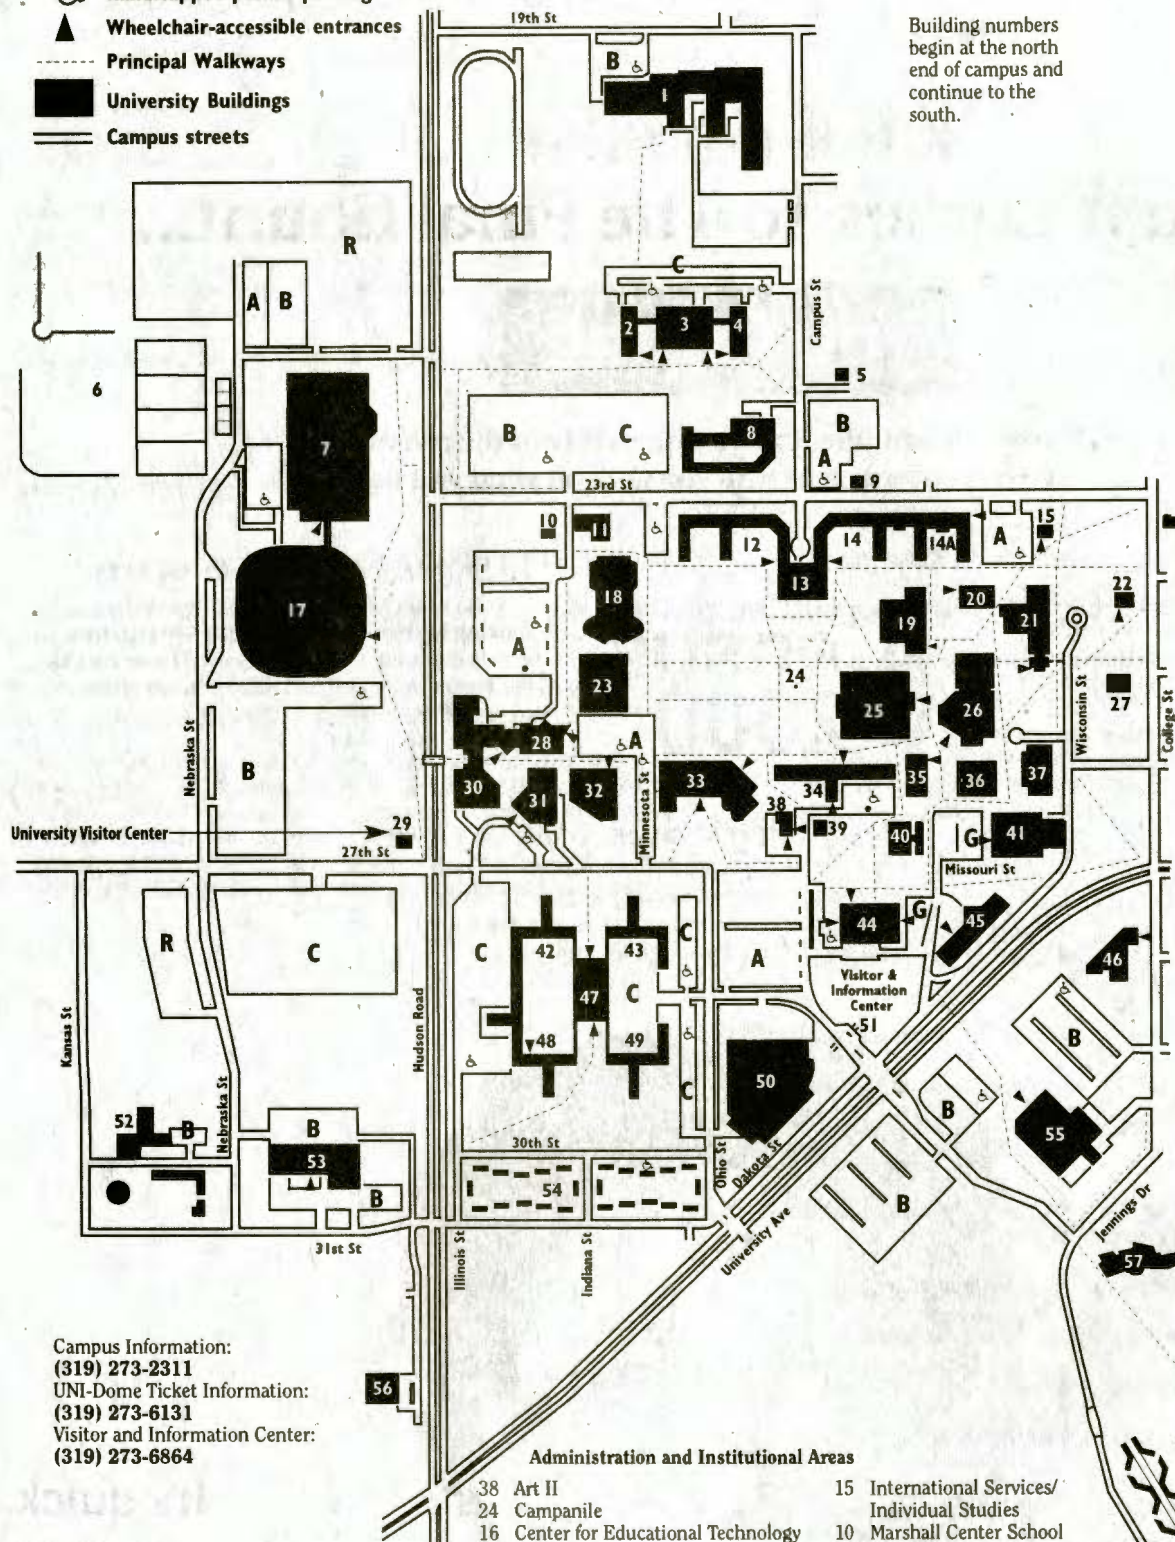 Wheelchair-accessible entrances
Principal Walkways
University Buildings
Campus streets
Building numbers
begin at the north
end of campus and
continue to the
south.
19th St
B
R
C
A B
2 3 4
Campus St
5
6
7
B C
8
B
A
9
23rd St
10
11
12
13
14
14A
A
15
17
18
A
19
20
21
22
23
24
25
26
27
Wisconsin St
College St
Nebraska St
B
28
A
29
30
31
32
Minnesota St
33
34
35
36
37
38
39
40
G
41
University Visitor Center
27th St
Missouri St
R
C
C
42
43
C
A
44
G
45
46
47
C
Visitor &
Information
Center
51
Kansas St
Hudson Road
48
49
50
C
B
B
52
B
Nebraska St
B
53
B
30th St
54
Ohio St
Dakota St
B
55
31st St
Illinois St
Indiana St
University Ave
Jennings Dr
57
56
Campus Information:
(319) 273-2311
UNI-Dome Ticket Information:
(319) 273-6131
Visitor and Information Center:
(319) 273-6864
Administration and Institutional Areas
38 Art II
24 Campanile
16 Center for Educational Technology
15 International Services/
Individual Studies
10 Marshall Center School